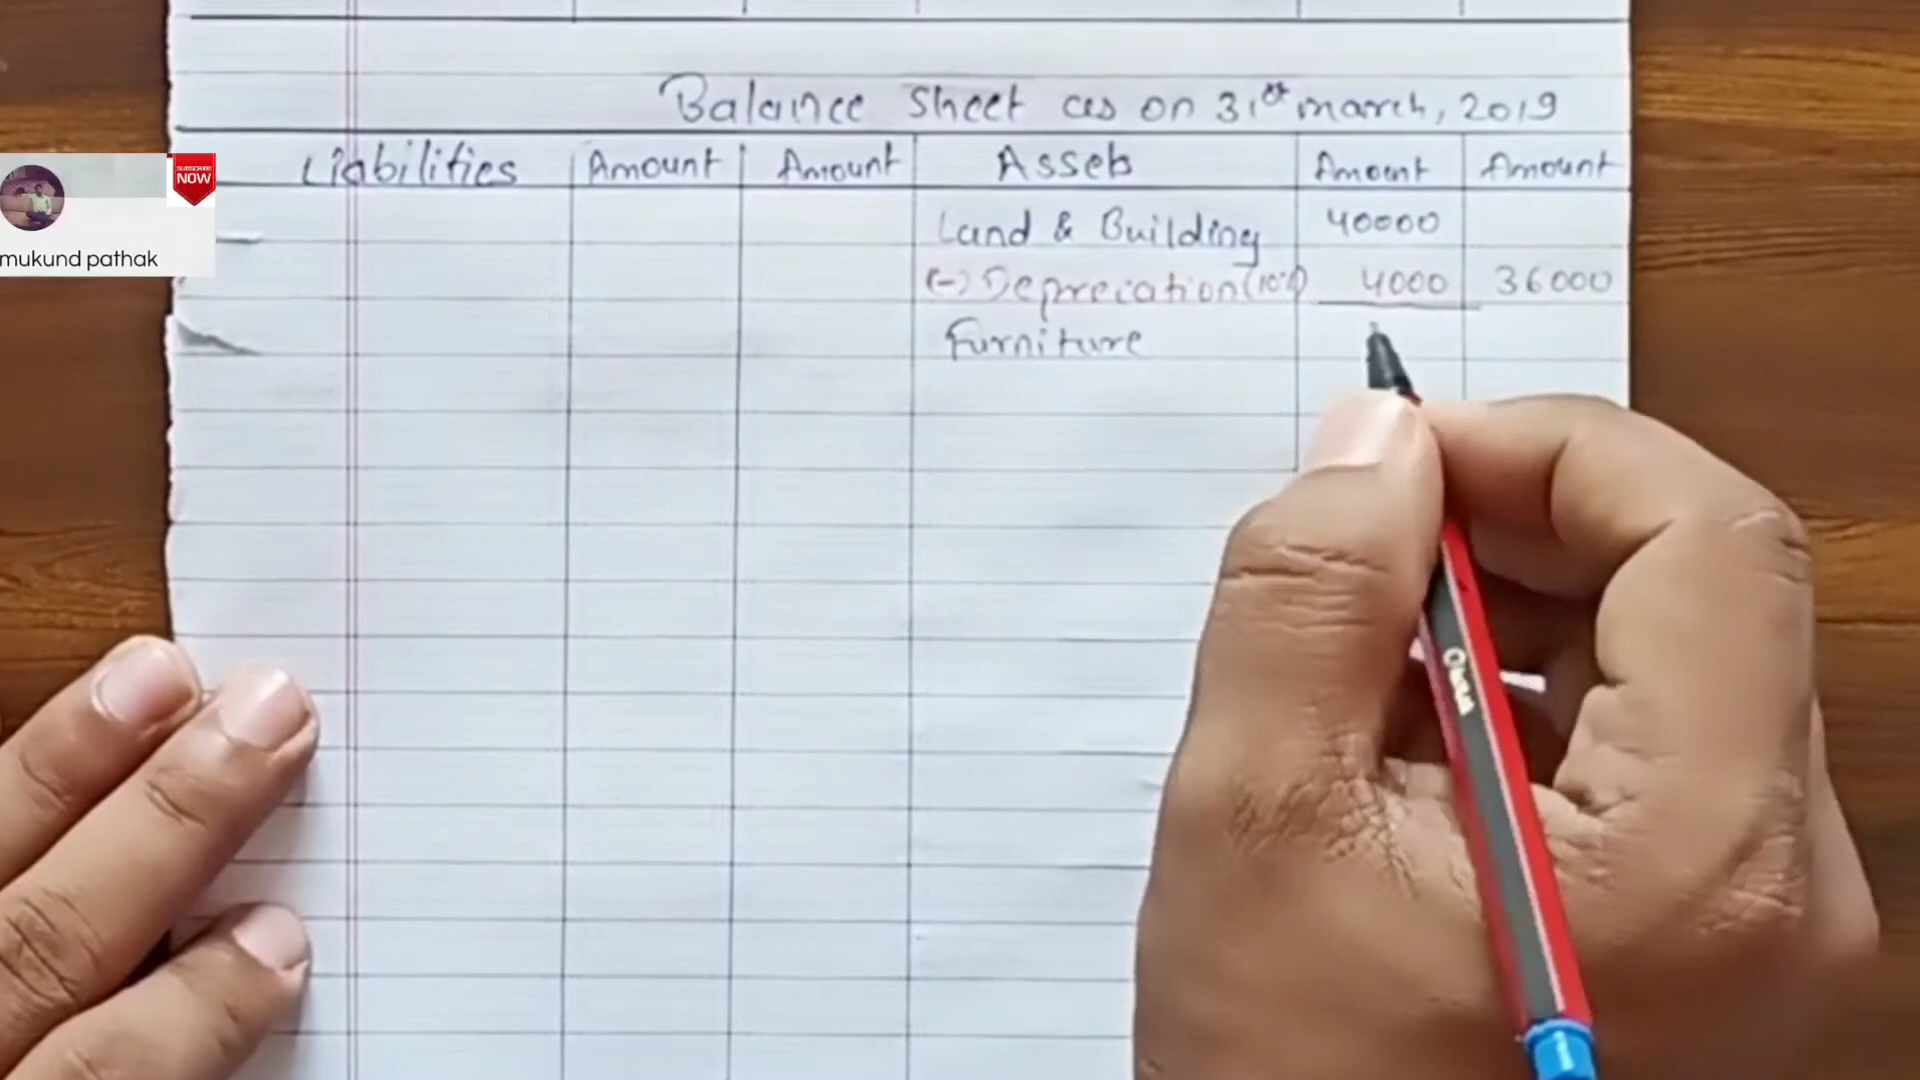 Balance Sheet as on 31st march, 2019
Liabilities Amount Amount Assets Amount Amount
SUBSCRIBE
NOW
mukund pathak
Land & Building 40000
(-) Depreciation (10%) 4000 36000
Furniture